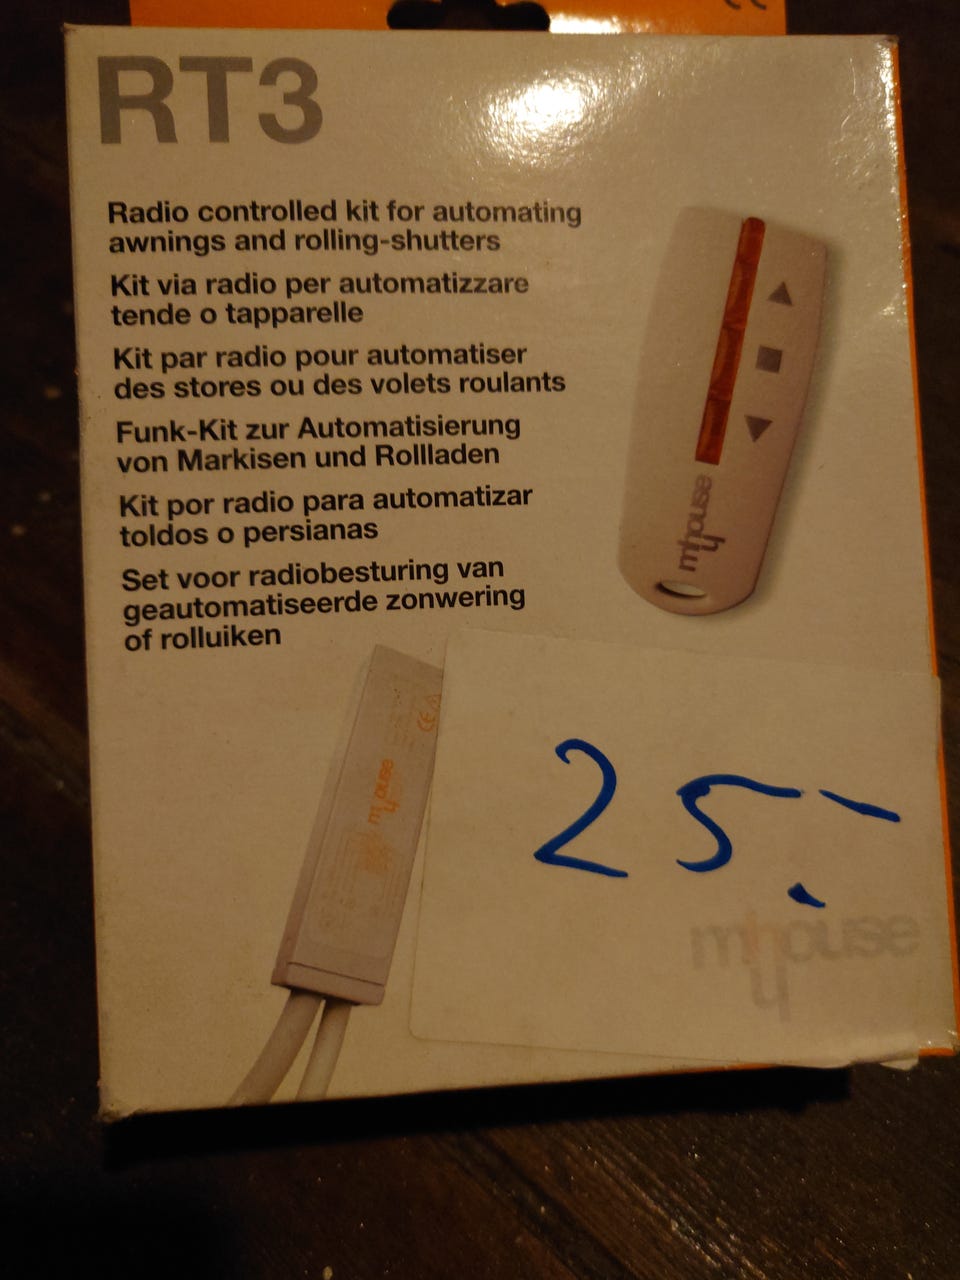 RT3
Radio controlled kit for automating
awnings and rolling-shutters
Kit via radio per automatizzare
tende o tapparelle
Kit par radio pour automatiser
des stores ou des volets roulants
Funk-Kit zur Automatisierung
von Markisen und Rollladen
Kit por radio para automatizar
toldos o persianas
Set voor radiobesturing van
geautomatiseerde zonwering
of rolluiken
mhouse
CE
mhouse
25.-
mhouse